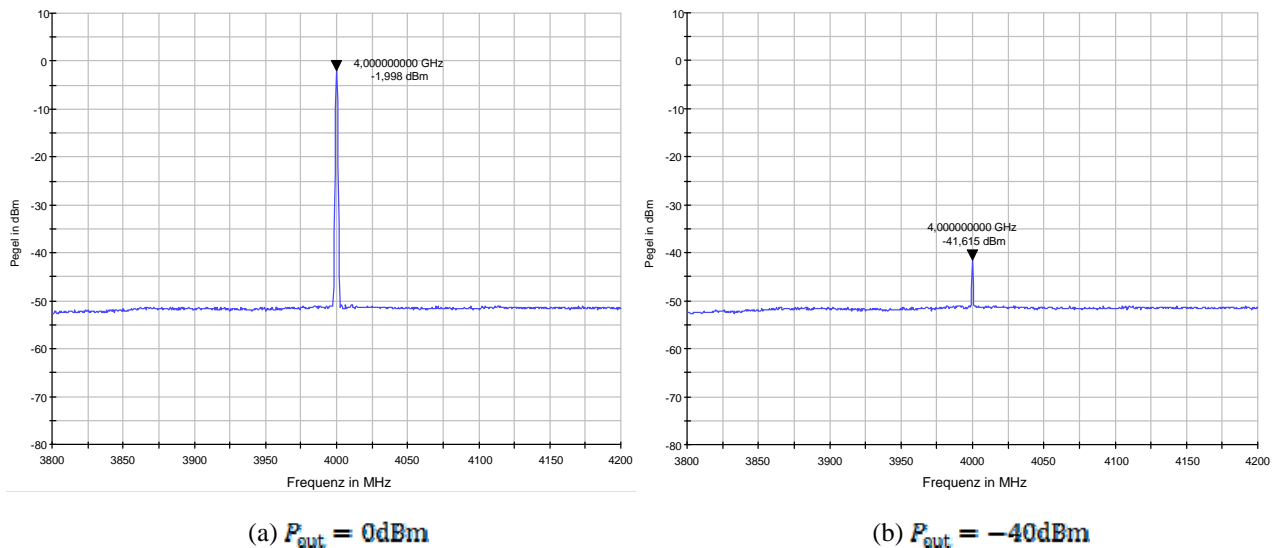 10
0
-10
-20
-30
-40
-50
-60
-70
-80
Pegel in dBm
4,000000000 GHz
-1,998 dBm
3800 3850 3900 3950 4000 4050 4100 4150 4200
Frequenz in MHz
(a) P_out = 0dBm
10
0
-10
-20
-30
-40
-50
-60
-70
-80
Pegel in dBm
4,000000000 GHz
-41,615 dBm
3800 3850 3900 3950 4000 4050 4100 4150 4200
Frequenz in MHz
(b) P_out = −40dBm